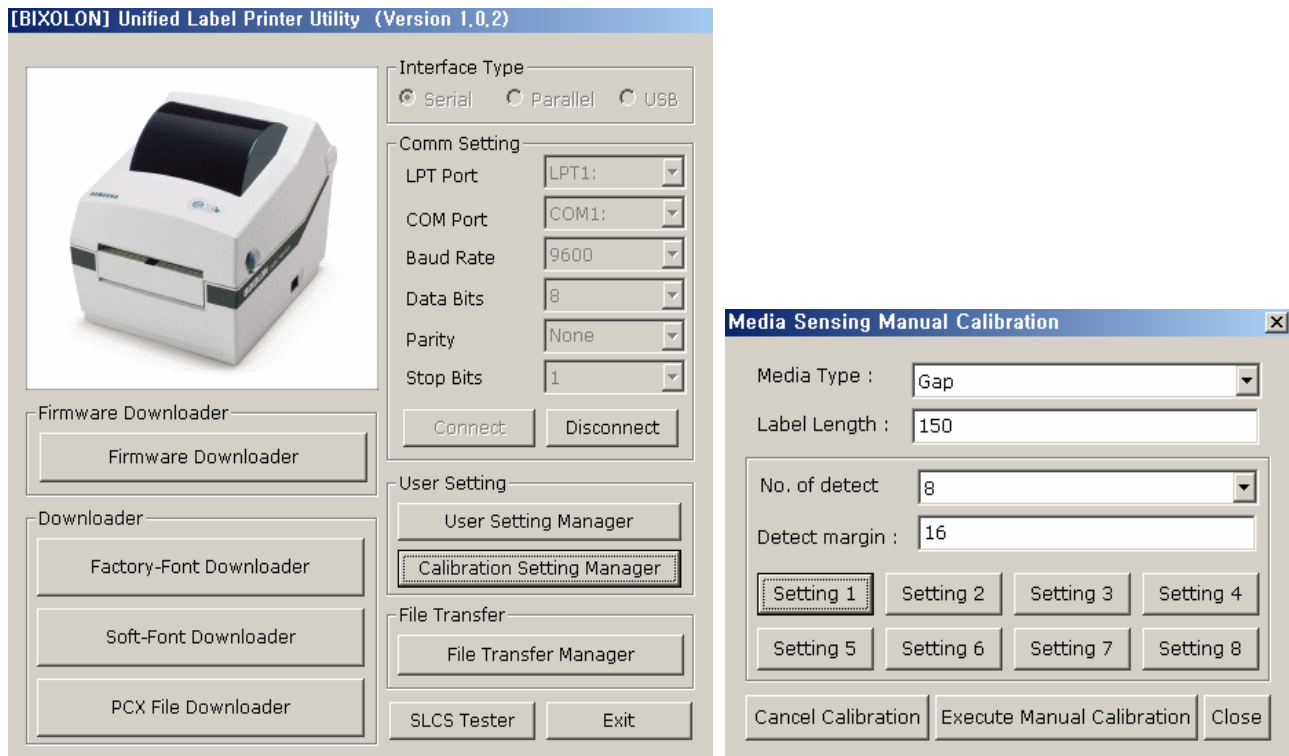 [BIXOLON] Unified Label Printer Utility (Version 1.0.2)
Interface Type
Serial Parallel USB
Comm Setting
LPT Port LPT1:
COM Port COM1:
Baud Rate 9600
Data Bits 8
Parity None
Stop Bits 1
Connect Disconnect
Firmware Downloader
Firmware Downloader
Downloader
Factory-Font Downloader
Soft-Font Downloader
PCX File Downloader
User Setting
User Setting Manager
Calibration Setting Manager
File Transfer
File Transfer Manager
SLCS Tester Exit
Media Sensing Manual Calibration
Media Type : Gap
Label Length : 150
No. of detect 8
Detect margin : 16
Setting 1 Setting 2 Setting 3 Setting 4
Setting 5 Setting 6 Setting 7 Setting 8
Cancel Calibration Execute Manual Calibration Close